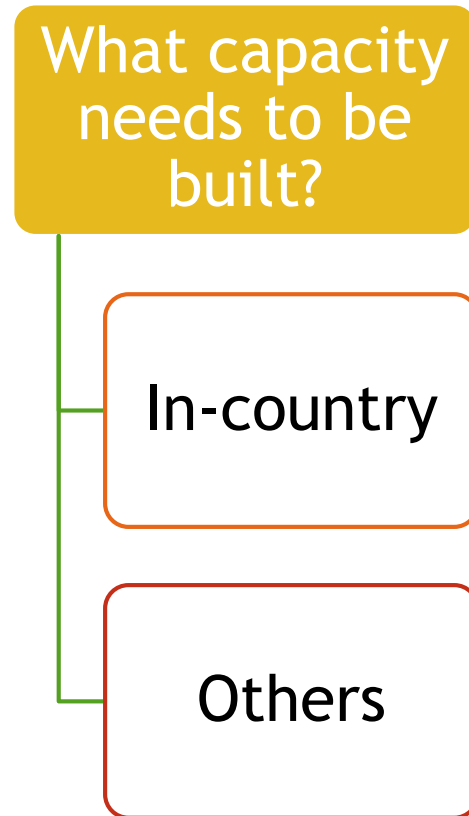 What capacity
needs to be
built?
In-country
Others